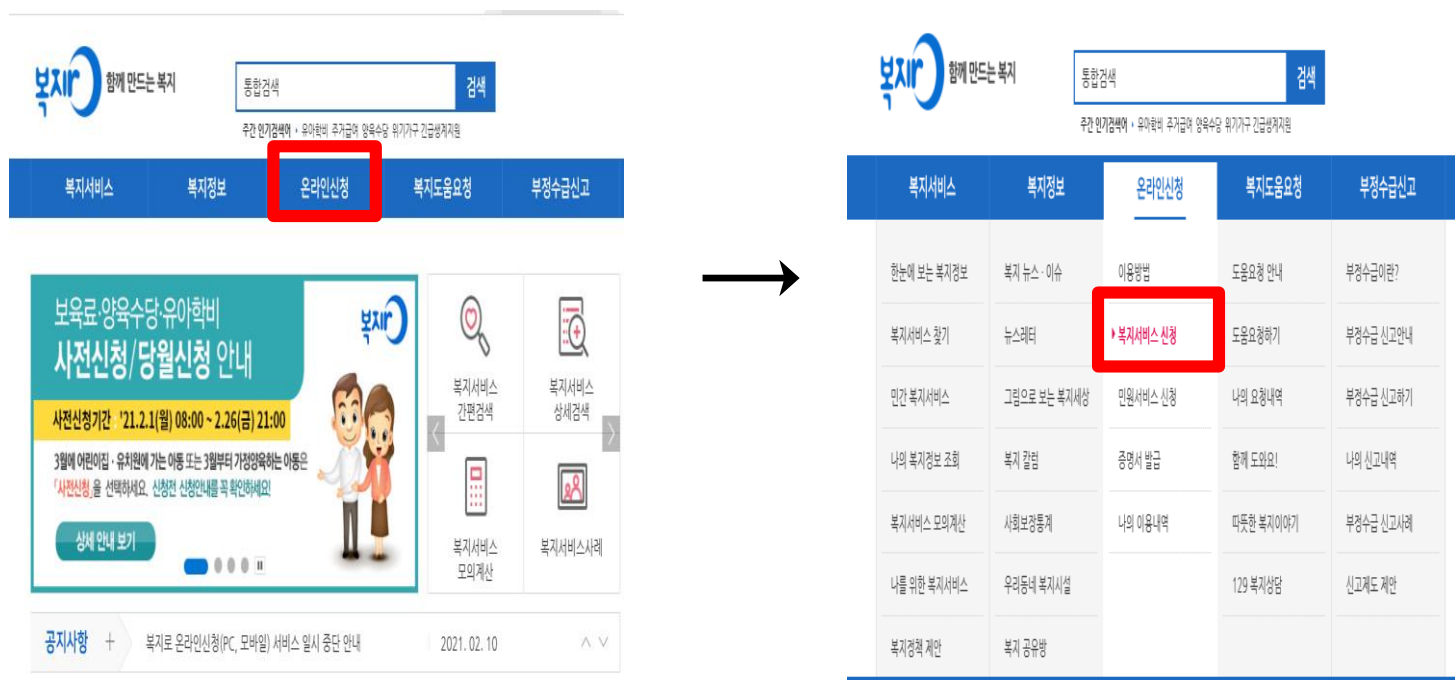 복지로 함께 만드는 복지
통합검색 검색
주간 인기검색어 • 유아학비 주거급여 양육수당 위기가구 긴급생계지원
복지서비스 복지정보 온라인신청 복지도움요청 부정수급신고
보육료·양육수당·유아학비
사전신청/당월신청 안내
복지로
사전신청기간 : '21.2.1(월) 08:00 ~ 2.26(금) 21:00
3월에 어린이집 · 유치원에 가는 아동 또는 3월부터 가정양육하는 아동은
「사전신청」을 선택하세요. 신청전 신청안내를 꼭 확인하세요!
상세 안내 보기
복지서비스
간편검색
복지서비스
상세검색
복지서비스
모의계산
복지서비스사례
공지사항 + 복지로 온라인신청(PC, 모바일) 서비스 일시 중단 안내 2021. 02. 10
복지로 함께 만드는 복지
통합검색 검색
주간 인기검색어 • 유아학비 주거급여 양육수당 위기가구 긴급생계지원
복지서비스 복지정보 온라인신청 복지도움요청 부정수급신고
한눈에 보는 복지정보 복지 뉴스 · 이슈 이용방법 도움요청 안내 부정수급이란?
복지서비스 찾기 뉴스레터 복지서비스 신청 도움요청하기 부정수급 신고안내
민간 복지서비스 그림으로 보는 복지세상 민원서비스 신청 나의 요청내역 부정수급 신고하기
나의 복지정보 조회 복지 칼럼 증명서 발급 함께 도와요! 나의 신고내역
복지서비스 모의계산 사회보장통계 나의 이용내역 따뜻한 복지이야기 부정수급 신고사례
나를 위한 복지서비스 우리동네 복지시설 129 복지상담 신고제도 제안
복지정책 제안 복지 공유방